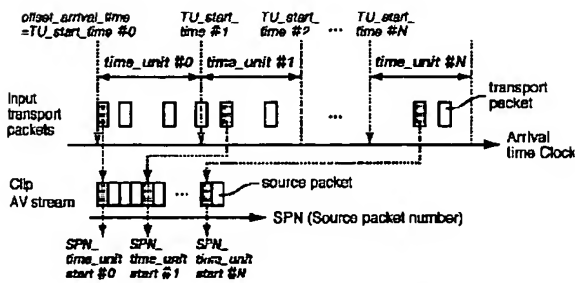 offset_arrival_time
=TU_start_time #0
TU_start_
time #1
TU_start_
time #2
...
TU_start_
time #N
time_unit #0
time_unit #1
time_unit #N
Input
transport
packets
...
transport
packet
Arrival
time Clock
Clip
AV stream
...
source packet
SPN (Source packet number)
SPN_
time_unit
start #0
SPN_
time_unit
start #1
SPN_
time_unit
start #N